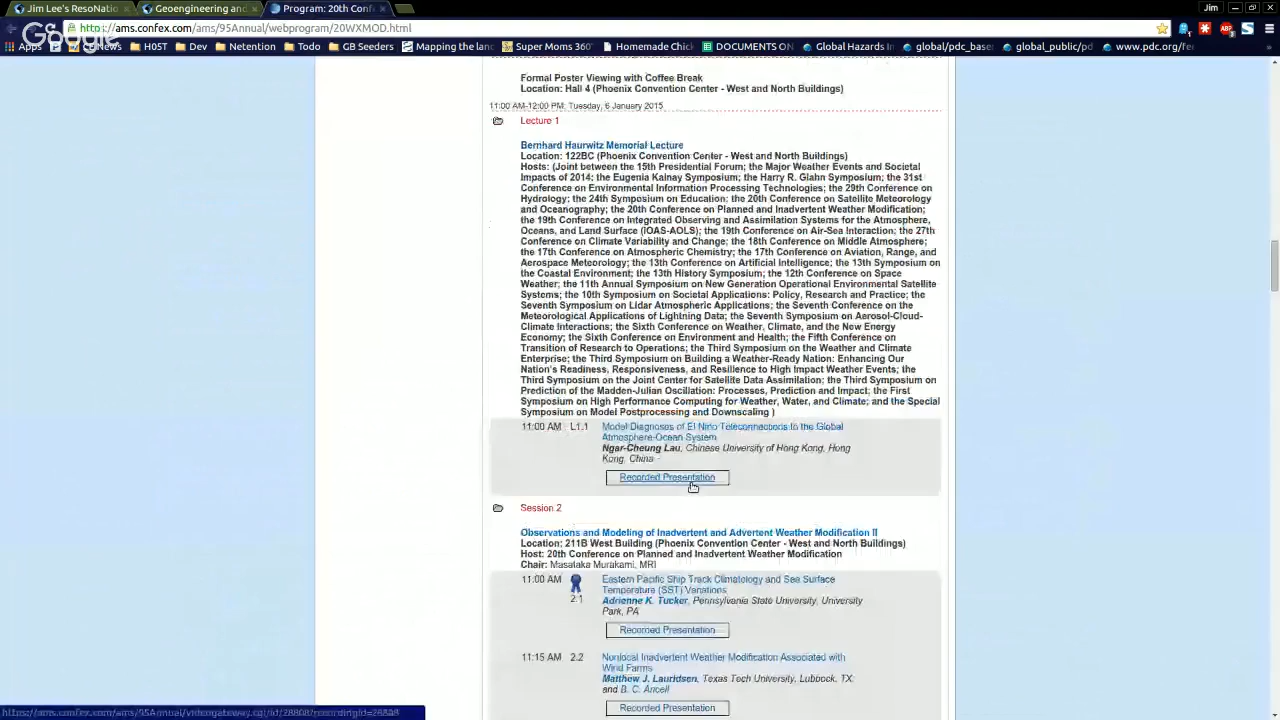 Jim Lee's ResoNati
Geoengineering and
Program: 20th Conf
Jim
Google
http://ams.confex.com/ams/95Annual/webprogram/20WXMOD.html
Apps
News
H05T
Dev
Netention
Todo
GB Seeders
Mapping the lan
Super Moms 360°
Homemade Chick
DOCUMENTS ON
Global Hazards In
global/pdc_base
global_public/pd
www.pdc.org/fer
Formal Poster Viewing with Coffee Break
Location: Hall 4 (Phoenix Convention Center - West and North Buildings)
11:00 AM-12:00 PM: Tuesday, 6 January 2015
Lecture 1
Bernhard Haurwitz Memorial Lecture
Location: 122BC (Phoenix Convention Center - West and North Buildings)
Hosts: (Joint between the 15th Presidential Forum; the Major Weather Events and Societal
Impacts of 2014; the Eugenia Kalnay Symposium; the Harry R. Glahn Symposium; the 31st
Conference on Environmental Information Processing Technologies; the 29th Conference on
Hydrology; the 24th Symposium on Education; the 20th Conference on Satellite Meteorology
and Oceanography; the 20th Conference on Planned and Inadvertent Weather Modification;
the 19th Conference on Integrated Observing and Assimilation Systems for the Atmosphere,
Oceans, and Land Surface (IOAS-AOLS); the 19th Conference on Air-Sea Interaction; the 27th
Conference on Climate Variability and Change; the 18th Conference on Middle Atmosphere;
the 17th Conference on Atmospheric Chemistry; the 17th Conference on Aviation, Range, and
Aerospace Meteorology; the 13th Conference on Artificial Intelligence; the 13th Symposium on
the Coastal Environment; the 13th History Symposium; the 12th Conference on Space
Weather; the 11th Annual Symposium on New Generation Operational Environmental Satellite
Systems; the 10th Symposium on Societal Applications: Policy, Research and Practice; the
Seventh Symposium on Lidar Atmospheric Applications; the Seventh Conference on the
Meteorological Applications of Lightning Data; the Seventh Symposium on Aerosol-Cloud-
Climate Interactions; the Sixth Conference on Weather, Climate, and the New Energy
Economy; the Sixth Conference on Environment and Health; the Fifth Conference on
Transition of Research to Operations; the Third Symposium on the Weather and Climate
Enterprise; the Third Symposium on Building a Weather-Ready Nation: Enhancing Our
Nation's Readiness, Responsiveness, and Resilience to High Impact Weather Events; the
Third Symposium on the Joint Center for Satellite Data Assimilation; the Third Symposium on
Prediction of the Madden-Julian Oscillation: Processes, Prediction and Impact; the First
Symposium on High Performance Computing for Weather, Water, and Climate; and the Special
Symposium on Model Postprocessing and Downscaling )
11:00 AM L1.1 Model Diagnoses of El Nino Teleconnections to the Global
Atmosphere-Ocean System
Ngar-Cheung Lau, Chinese University of Hong Kong, Hong
Kong, China
Recorded Presentation
Session 2
Observations and Modeling of Inadvertent and Advertent Weather Modification II
Location: 211B West Building (Phoenix Convention Center - West and North Buildings)
Host: 20th Conference on Planned and Inadvertent Weather Modification
Chair: Masataka Murakami, MRI
11:00 AM Eastern Pacific Ship Track Climatology and Sea Surface
2.1 Temperature (SST) Variations
Adrienne K. Tucker, Pennsylvania State University, University
Park, PA
Recorded Presentation
11:15 AM 2.2 Nonlocal Inadvertent Weather Modification Associated with
Wind Farms
Matthew J. Lauridsen, Texas Tech University, Lubbock, TX;
and B. C. Ancell
Recorded Presentation